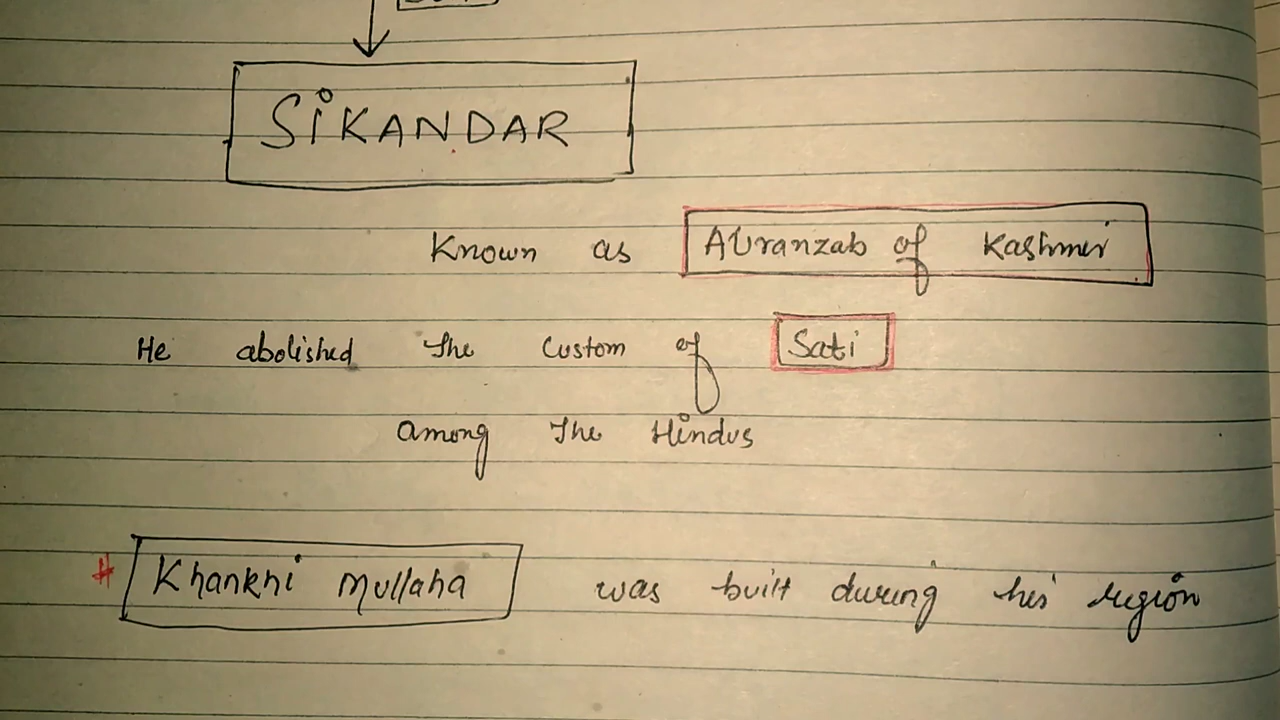 SiKANDAR
Known as AUranzab of Kashmir
He abolished the Custom of Sati
among the Hindus
# Khankhi Mullaha was built during his region